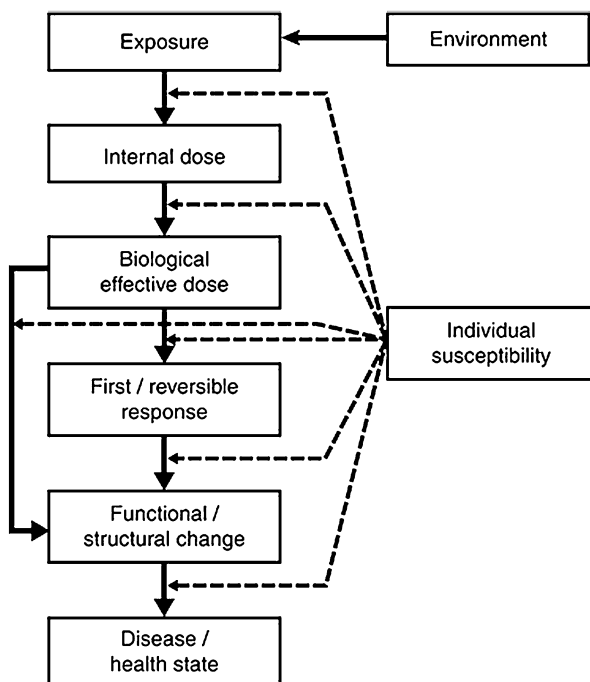 Exposure
Environment
Internal dose
Biological
effective dose
Individual
susceptibility
First / reversible
response
Functional /
structural change
Disease /
health state